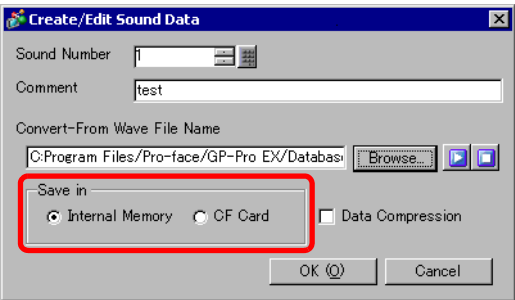 Create/Edit Sound Data
Sound Number 1
Comment test
Convert-From Wave File Name
C:Program Files/Pro-face/GP-Pro EX/Databas Browse...
Save in
Internal Memory CF Card Data Compression
OK (O) Cancel